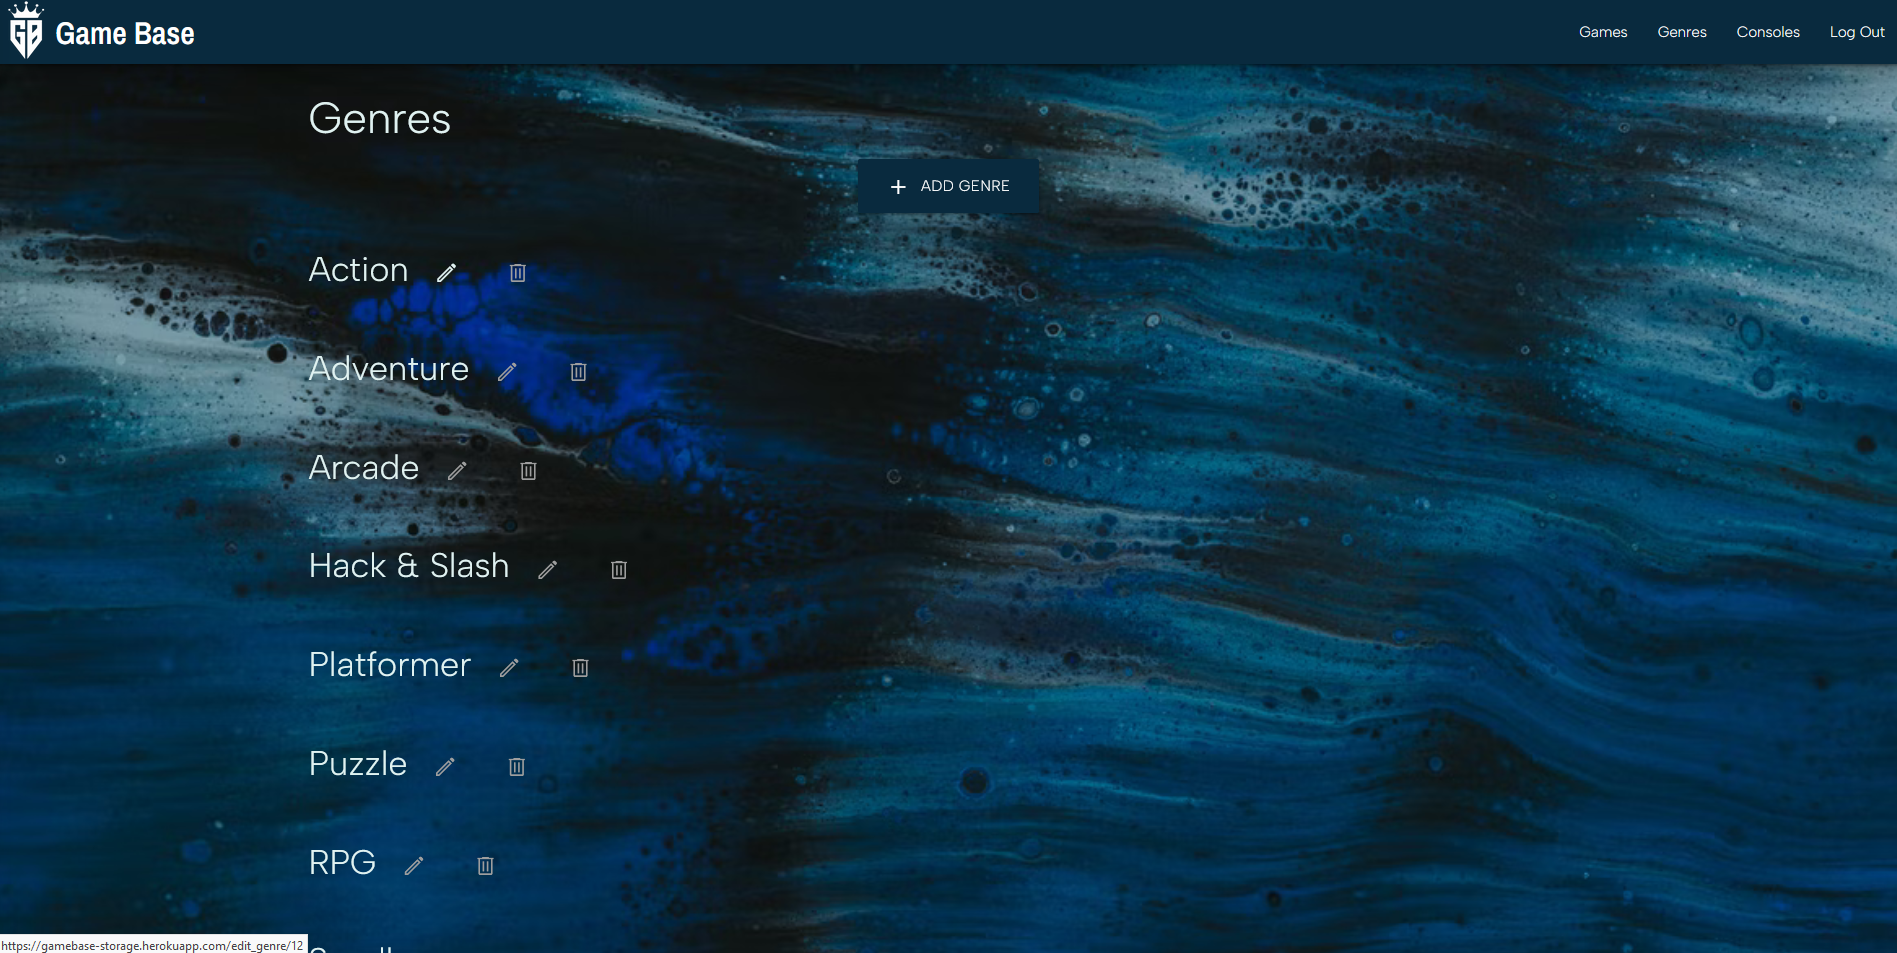 GB Game Base
Games Genres Consoles Log Out
Genres
+ ADD GENRE
Action
Adventure
Arcade
Hack & Slash
Platformer
Puzzle
RPG
https://gamebase-storage.herokuapp.com/edit_genre/12